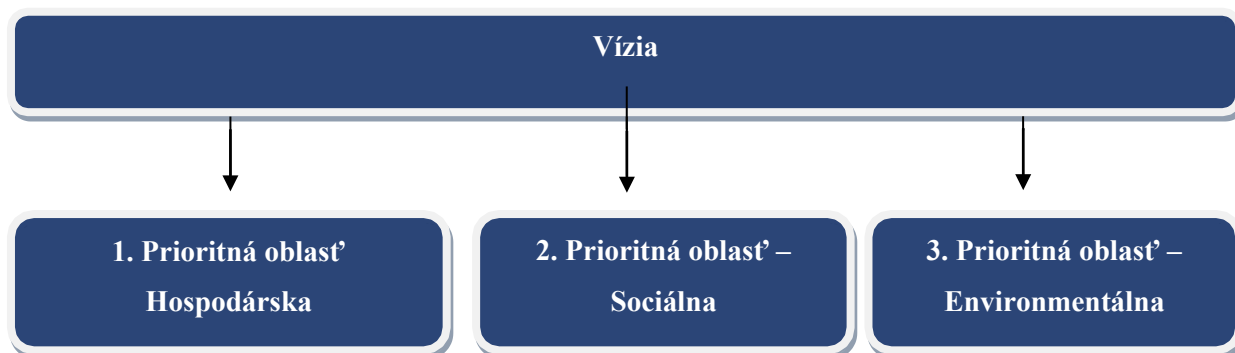 Vízia
1. Prioritná oblasť
Hospodárska
2. Prioritná oblasť –
Sociálna
3. Prioritná oblasť –
Environmentálna